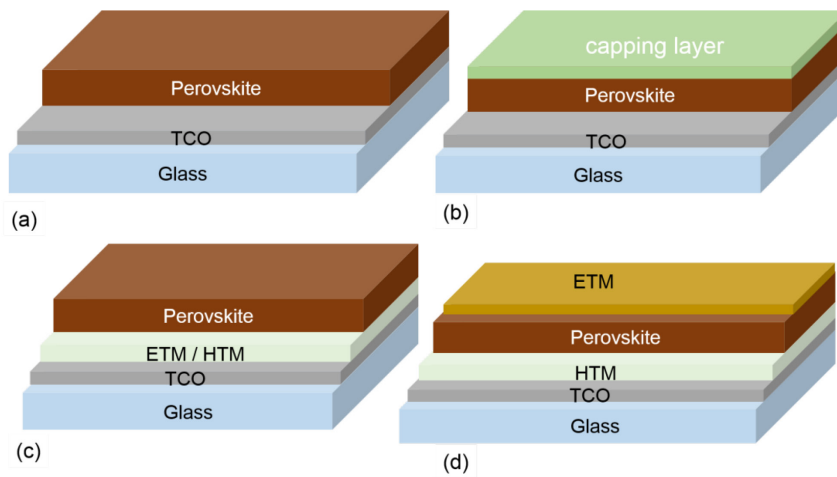 Perovskite
TCO
Glass
(a)
capping layer
Perovskite
TCO
Glass
(b)
Perovskite
ETM / HTM
TCO
Glass
(c)
ETM
Perovskite
HTM
TCO
Glass
(d)